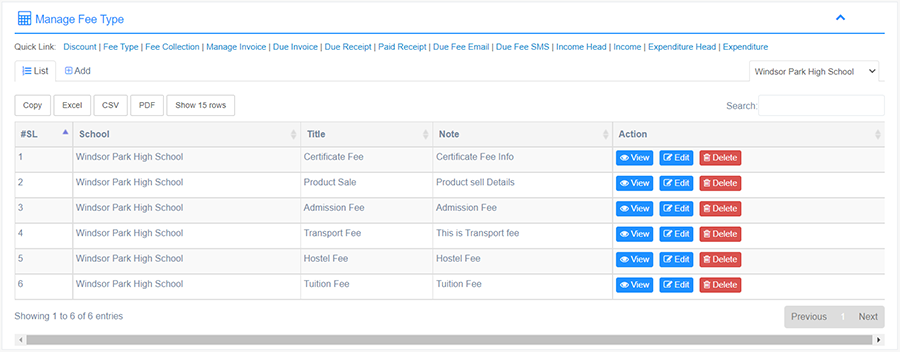 Manage Fee Type
Quick Link: Discount | Fee Type | Fee Collection | Manage Invoice | Due Invoice | Due Receipt | Paid Receipt | Due Fee Email | Due Fee SMS | Income Head | Income | Expenditure Head | Expenditure
List Add Windsor Park High School
Copy Excel CSV PDF Show 15 rows Search:
#SL School Title Note Action
1 Windsor Park High School Certificate Fee Certificate Fee Info View Edit Delete
2 Windsor Park High School Product Sale Product sell Details View Edit Delete
3 Windsor Park High School Admission Fee Admission Fee View Edit Delete
4 Windsor Park High School Transport Fee This is Transport fee View Edit Delete
5 Windsor Park High School Hostel Fee Hostel Fee View Edit Delete
6 Windsor Park High School Tuition Fee Tuition Fee View Edit Delete
Showing 1 to 6 of 6 entries Previous 1 Next